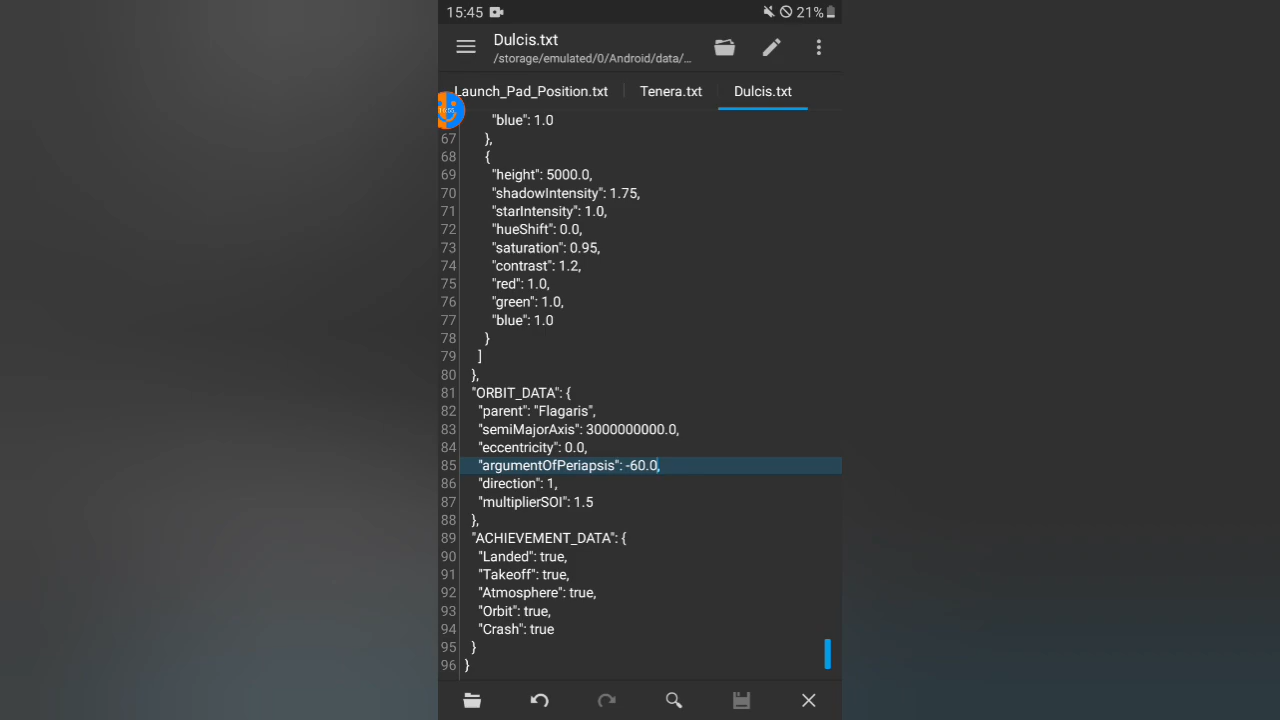 15:45
21%
Dulcis.txt
/storage/emulated/0/Android/data/...
Launch_Pad_Position.txt
Tenera.txt
Dulcis.txt
"blue": 1.0
67 },
68 {
69 "height": 5000.0,
70 "shadowIntensity": 1.75,
71 "starIntensity": 1.0,
72 "hueShift": 0.0,
73 "saturation": 0.95,
74 "contrast": 1.2,
75 "red": 1.0,
76 "green": 1.0,
77 "blue": 1.0
78 }
79 ]
80 },
81 "ORBIT_DATA": {
82 "parent": "Flagaris",
83 "semiMajorAxis": 3000000000.0,
84 "eccentricity": 0.0,
85 "argumentOfPeriapsis": -60.0,
86 "direction": 1,
87 "multiplierSOI": 1.5
88 },
89 "ACHIEVEMENT_DATA": {
90 "Landed": true,
91 "Takeoff": true,
92 "Atmosphere": true,
93 "Orbit": true,
94 "Crash": true
95 }
96 }